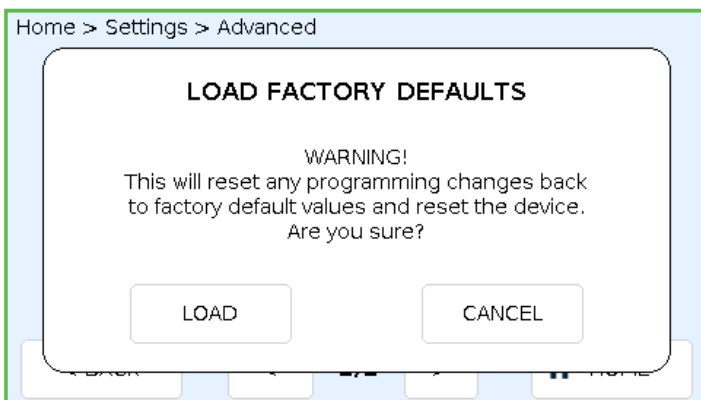 Home > Settings > Advanced
LOAD FACTORY DEFAULTS
WARNING!
This will reset any programming changes back
to factory default values and reset the device.
Are you sure?
LOAD
CANCEL